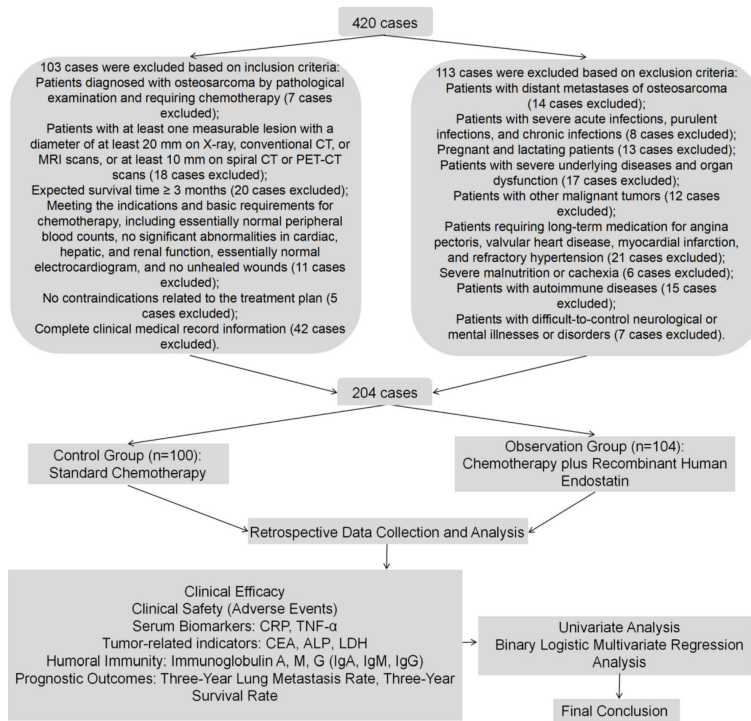 420 cases
103 cases were excluded based on inclusion criteria:
Patients diagnosed with osteosarcoma by pathological
examination and requiring chemotherapy (7 cases
excluded);
Patients with at least one measurable lesion with a
diameter of at least 20 mm on X-ray, conventional CT, or
MRI scans, or at least 10 mm on spiral CT or PET-CT
scans (18 cases excluded);
Expected survival time ≥ 3 months (20 cases excluded);
Meeting the indications and basic requirements for
chemotherapy, including essentially normal peripheral
blood counts, no significant abnormalities in cardiac,
hepatic, and renal function, essentially normal
electrocardiogram, and no unhealed wounds (11 cases
excluded);
No contraindications related to the treatment plan (5
cases excluded);
Complete clinical medical record information (42 cases
excluded).
113 cases were excluded based on exclusion criteria:
Patients with distant metastases of osteosarcoma
(14 cases excluded);
Patients with severe acute infections, purulent
infections, and chronic infections (8 cases excluded);
Pregnant and lactating patients (13 cases excluded);
Patients with severe underlying diseases and organ
dysfunction (17 cases excluded);
Patients with other malignant tumors (12 cases
excluded);
Patients requiring long-term medication for angina
pectoris, valvular heart disease, myocardial infarction,
and refractory hypertension (21 cases excluded);
Severe malnutrition or cachexia (6 cases excluded);
Patients with autoimmune diseases (15 cases
excluded);
Patients with difficult-to-control neurological or
mental illnesses or disorders (7 cases excluded).
204 cases
Control Group (n=100):
Standard Chemotherapy
Observation Group (n=104):
Chemotherapy plus Recombinant Human
Endostatin
Retrospective Data Collection and Analysis
Clinical Efficacy
Clinical Safety (Adverse Events)
Serum Biomarkers: CRP, TNF-α
Tumor-related indicators: CEA, ALP, LDH
Humoral Immunity: Immunoglobulin A, M, G (IgA, IgM, IgG)
Prognostic Outcomes: Three-Year Lung Metastasis Rate, Three-Year
Survival Rate
Univariate Analysis
Binary Logistic Multivariate Regression
Analysis
Final Conclusion